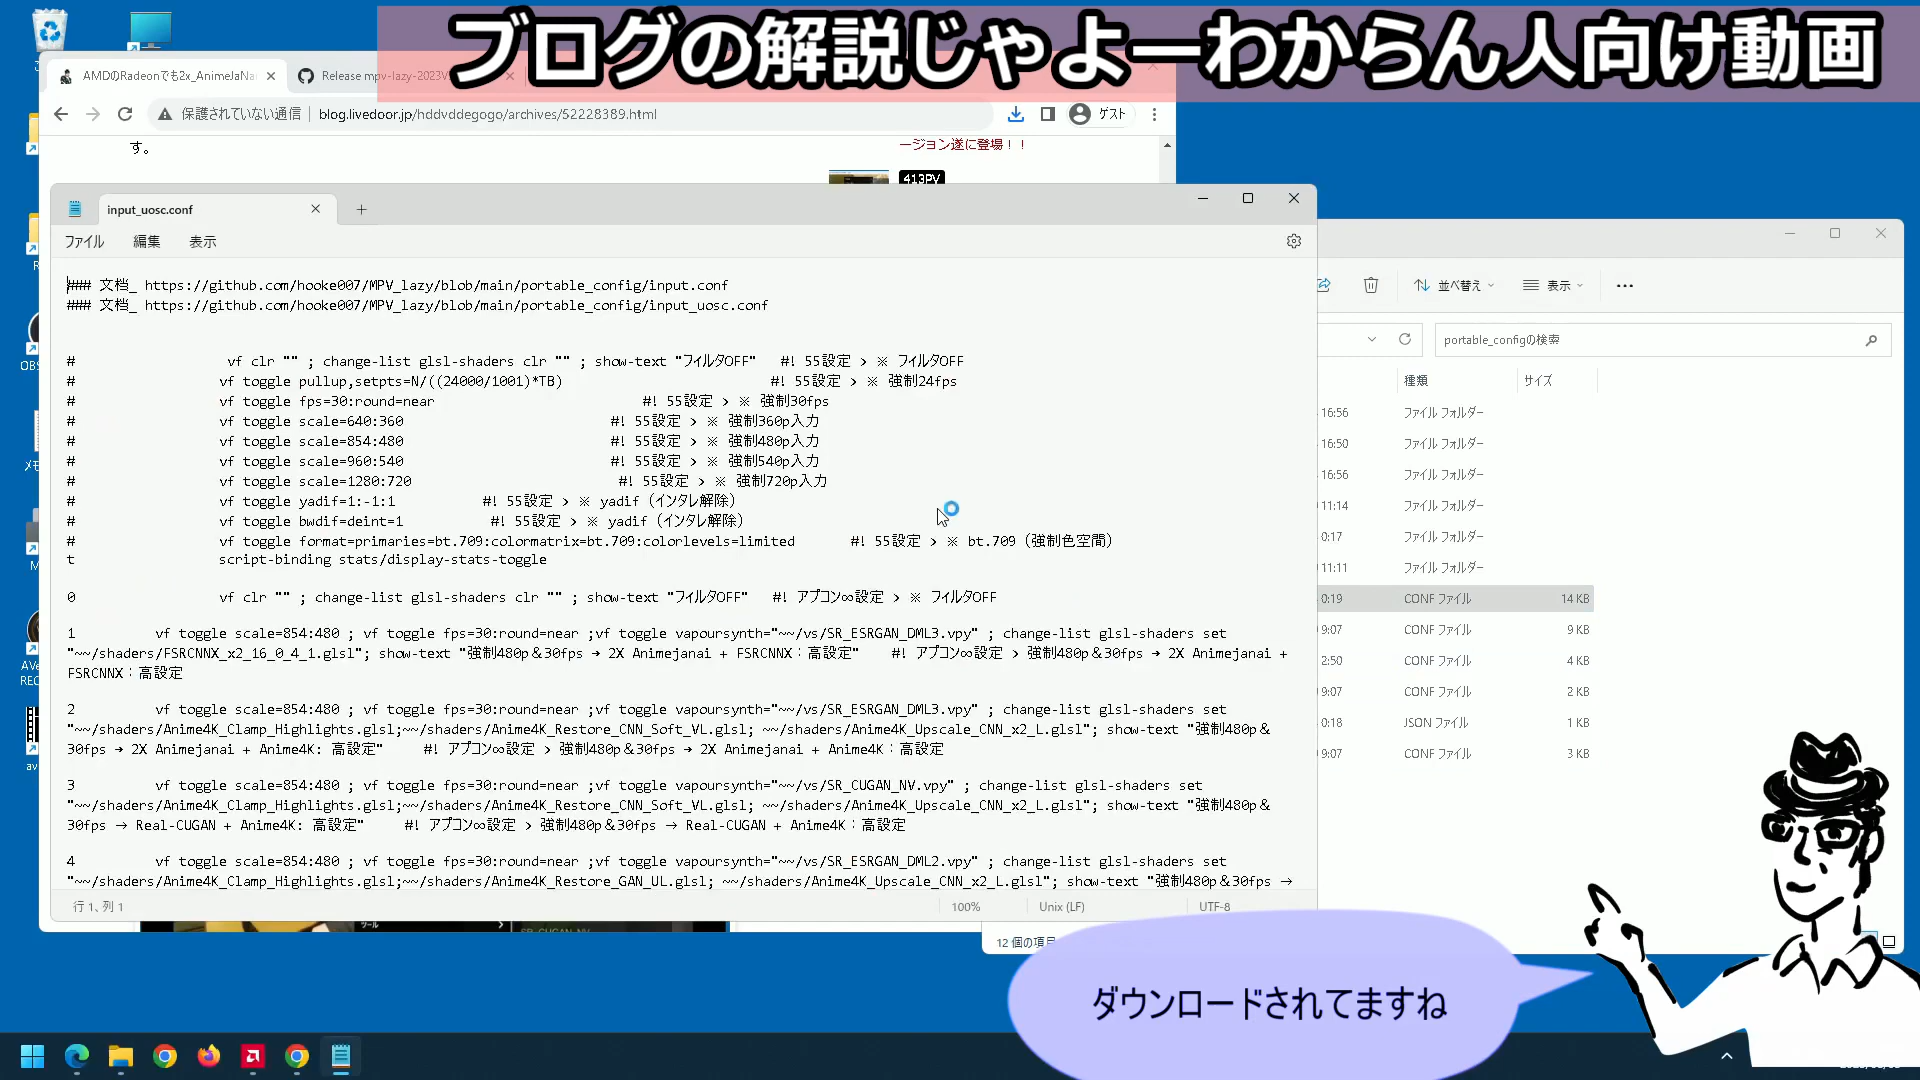 ブログの解説じゃよーわからん人向け動画
AMDのRadeonでも2x_AnimeJaNa
Release mpv-lazy-2023V
保護されていない通信
blog.livedoor.jp/hddvddegogo/archives/52228389.html
ゲスト
す。
ージョン遂に登場！！
413PV
input_uosc.conf
ファイル 編集 表示
### 文档_ https://github.com/hooke007/MPV_lazy/blob/main/portable_config/input.conf
### 文档_ https://github.com/hooke007/MPV_lazy/blob/main/portable_config/input_uosc.conf
# vf clr "" ; change-list glsl-shaders clr "" ; show-text "フィルタOFF" #! 55設定 > ※ フィルタOFF
# vf toggle pullup,setpts=N/((24000/1001)*TB) #! 55設定 > ※ 強制24fps
# vf toggle fps=30:round=near #! 55設定 > ※ 強制30fps
# vf toggle scale=640:360 #! 55設定 > ※ 強制360p入力
# vf toggle scale=854:480 #! 55設定 > ※ 強制480p入力
# vf toggle scale=960:540 #! 55設定 > ※ 強制540p入力
# vf toggle scale=1280:720 #! 55設定 > ※ 強制720p入力
# vf toggle yadif=1:-1:1 #! 55設定 > ※ yadif（インタレ解除）
# vf toggle bwdif=deint=1 #! 55設定 > ※ yadif（インタレ解除）
# vf toggle format=primaries=bt.709:colormatrix=bt.709:colorlevels=limited #! 55設定 > ※ bt.709（強制色空間）
t script-binding stats/display-stats-toggle
0 vf clr "" ; change-list glsl-shaders clr "" ; show-text "フィルタOFF" #! アプコン∞設定 > ※ フィルタOFF
1 vf toggle scale=854:480 ; vf toggle fps=30:round=near ;vf toggle vapoursynth="~~/vs/SR_ESRGAN_DML3.vpy" ; change-list glsl-shaders set
"~~/shaders/FSRCNNX_x2_16_0_4_1.glsl"; show-text "強制480p＆30fps → 2X Animejanai + FSRCNNX：高設定" #! アプコン∞設定 > 強制480p＆30fps → 2X Animejanai +
FSRCNNX：高設定
2 vf toggle scale=854:480 ; vf toggle fps=30:round=near ;vf toggle vapoursynth="~~/vs/SR_ESRGAN_DML3.vpy" ; change-list glsl-shaders set
"~~/shaders/Anime4K_Clamp_Highlights.glsl;~~/shaders/Anime4K_Restore_CNN_Soft_VL.glsl; ~~/shaders/Anime4K_Upscale_CNN_x2_L.glsl"; show-text "強制480p＆
30fps → 2X Animejanai + Anime4K: 高設定" #! アプコン∞設定 > 強制480p＆30fps → 2X Animejanai + Anime4K：高設定
3 vf toggle scale=854:480 ; vf toggle fps=30:round=near ;vf toggle vapoursynth="~~/vs/SR_CUGAN_NV.vpy" ; change-list glsl-shaders set
"~~/shaders/Anime4K_Clamp_Highlights.glsl;~~/shaders/Anime4K_Restore_CNN_Soft_VL.glsl; ~~/shaders/Anime4K_Upscale_CNN_x2_L.glsl"; show-text "強制480p＆
30fps → Real-CUGAN + Anime4K: 高設定" #! アプコン∞設定 > 強制480p＆30fps → Real-CUGAN + Anime4K：高設定
4 vf toggle scale=854:480 ; vf toggle fps=30:round=near ;vf toggle vapoursynth="~~/vs/SR_ESRGAN_DML2.vpy" ; change-list glsl-shaders set
"~~/shaders/Anime4K_Clamp_Highlights.glsl;~~/shaders/Anime4K_Restore_GAN_UL.glsl; ~~/shaders/Anime4K_Upscale_CNN_x2_L.glsl"; show-text "強制480p＆30fps →
行 1、列 1 100% Unix (LF) UTF-8
並べ替え 表示
portable_configの検索
種類 サイズ
16:56 ファイル フォルダー
16:50 ファイル フォルダー
16:56 ファイル フォルダー
11:14 ファイル フォルダー
0:17 ファイル フォルダー
11:11 ファイル フォルダー
0:19 CONF ファイル 14 KB
9:07 CONF ファイル 9 KB
2:50 CONF ファイル 4 KB
9:07 CONF ファイル 2 KB
0:18 JSON ファイル 1 KB
9:07 CONF ファイル 3 KB
12 個の項目
ダウンロードされてますね